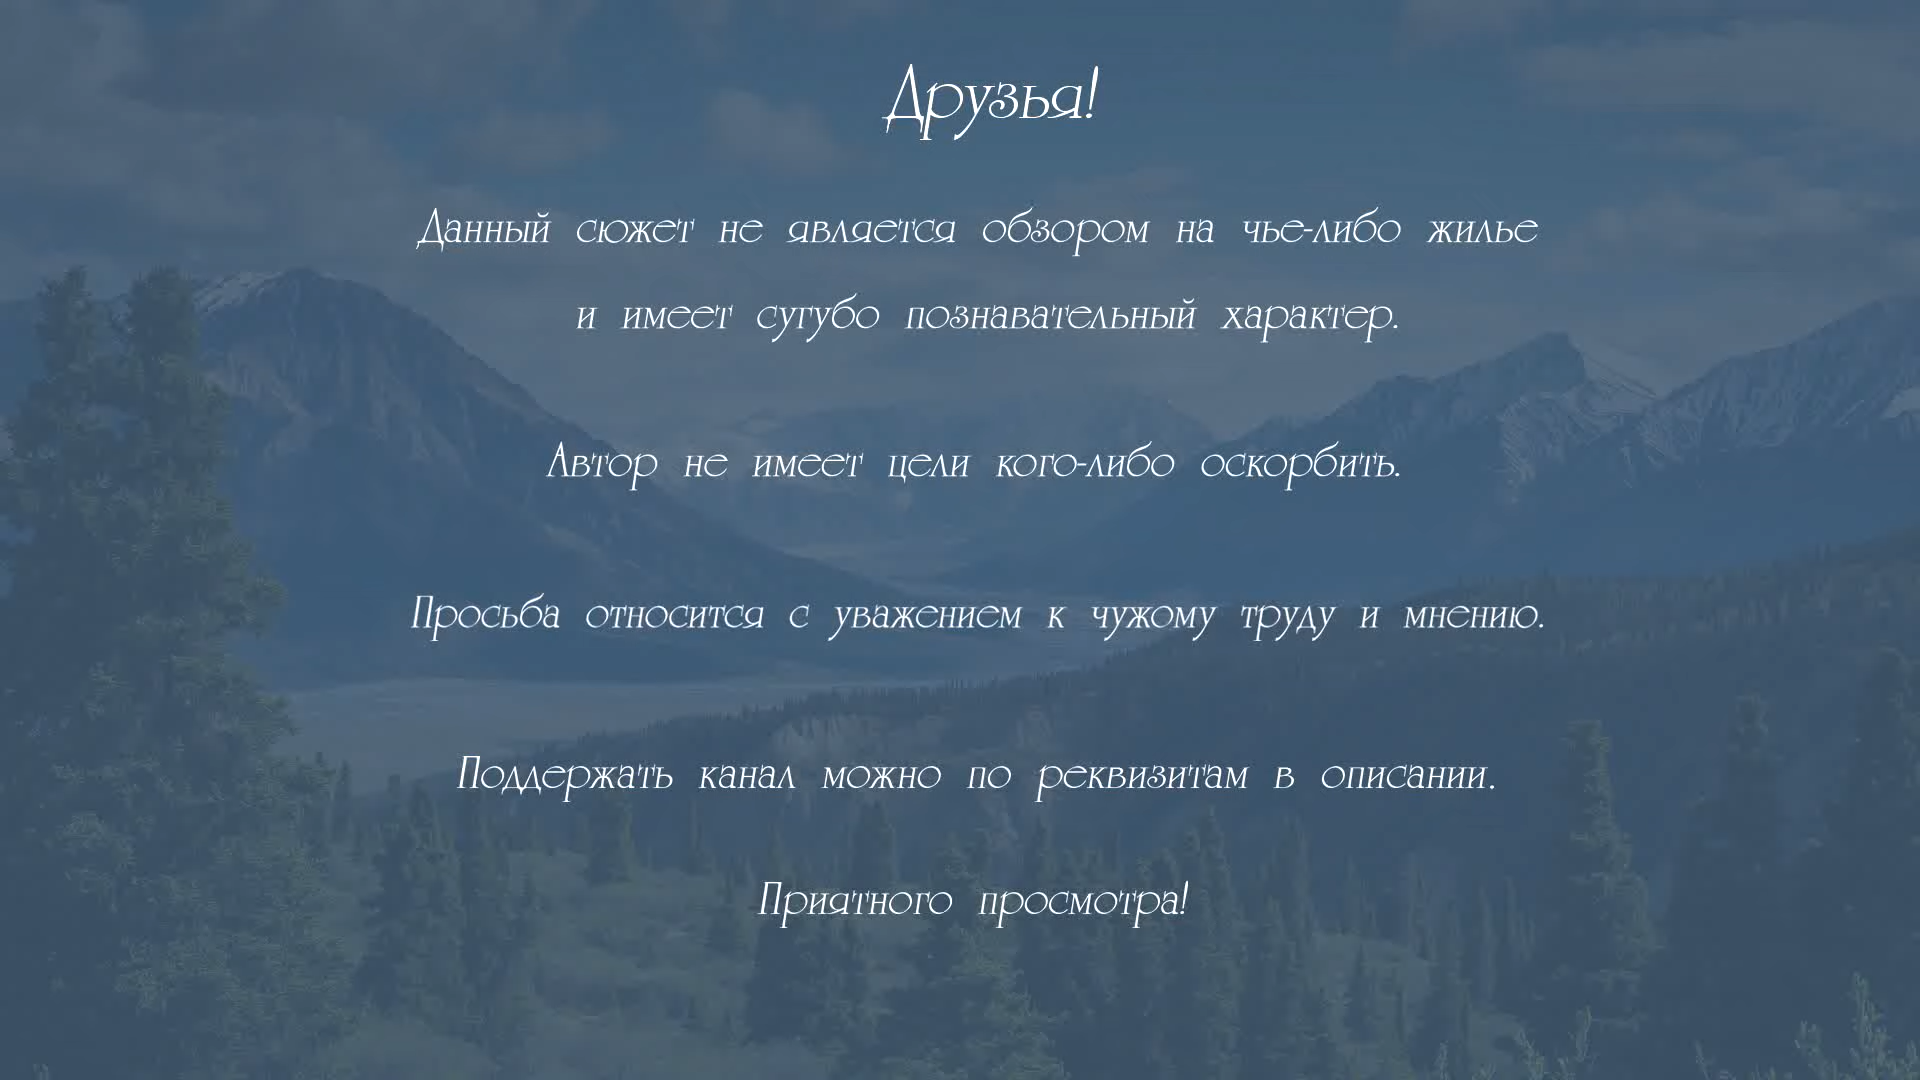 Друзья!
Данный сюжет не является обзором на чье-либо жилье
и имеет сугубо познавательный характер.
Автор не имеет цели кого-либо оскорбить.
Просьба относится с уважением к чужому труду и мнению.
Поддержать канал можно по реквизитам в описании.
Приятного просмотра!